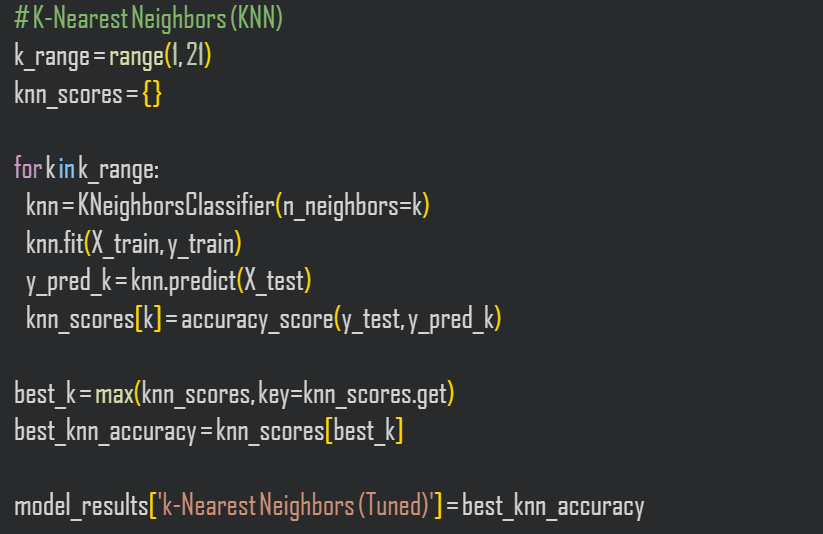 # K-Nearest Neighbors (KNN)
k_range = range(1, 21)
knn_scores = {}
for k in k_range:
knn = KNeighborsClassifier(n_neighbors=k)
knn.fit(X_train, y_train)
y_pred_k = knn.predict(X_test)
knn_scores[k] = accuracy_score(y_test, y_pred_k)
best_k = max(knn_scores, key=knn_scores.get)
best_knn_accuracy = knn_scores[best_k]
model_results['k-Nearest Neighbors (Tuned)'] = best_knn_accuracy